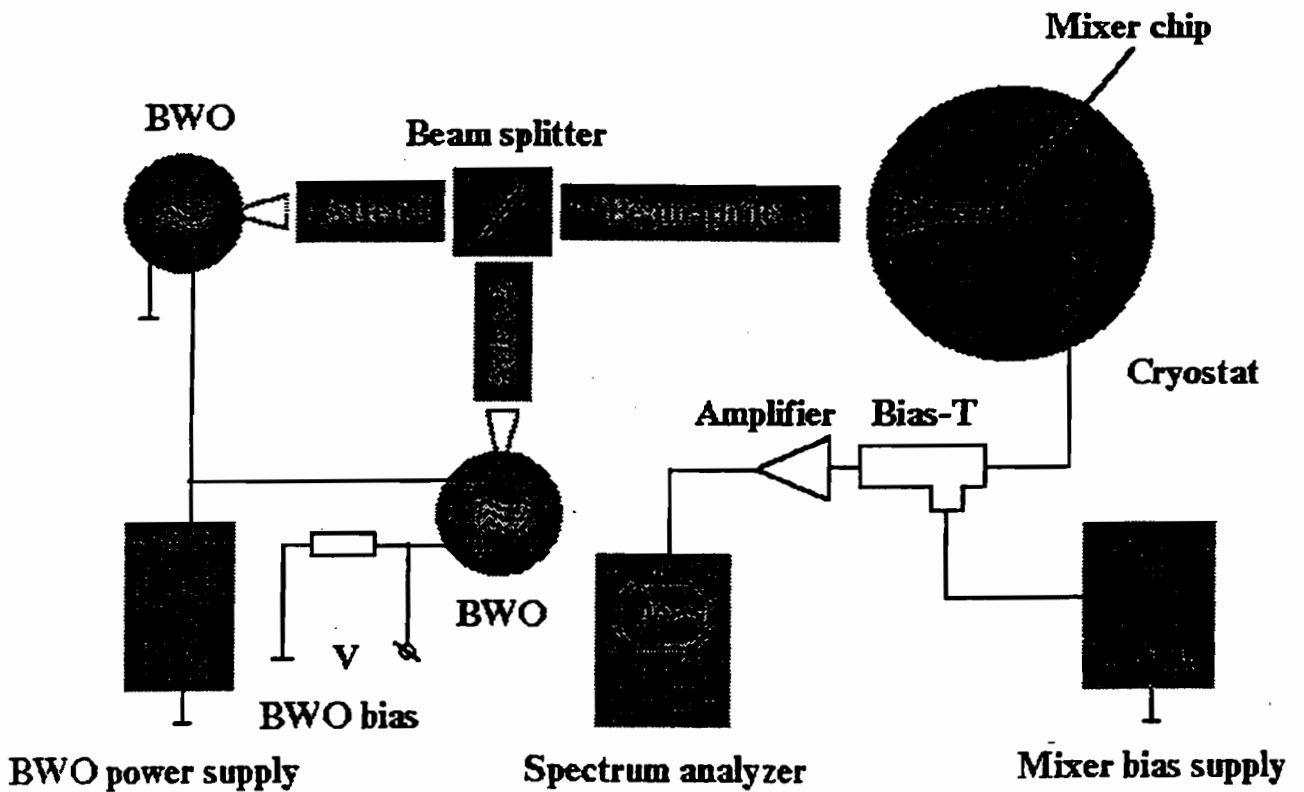 Mixer chip
BWO
Beam splitter
Cryostat
Amplifier
Bias-T
BWO
V
BWO bias
BWO power supply
Spectrum analyzer
Mixer bias supply